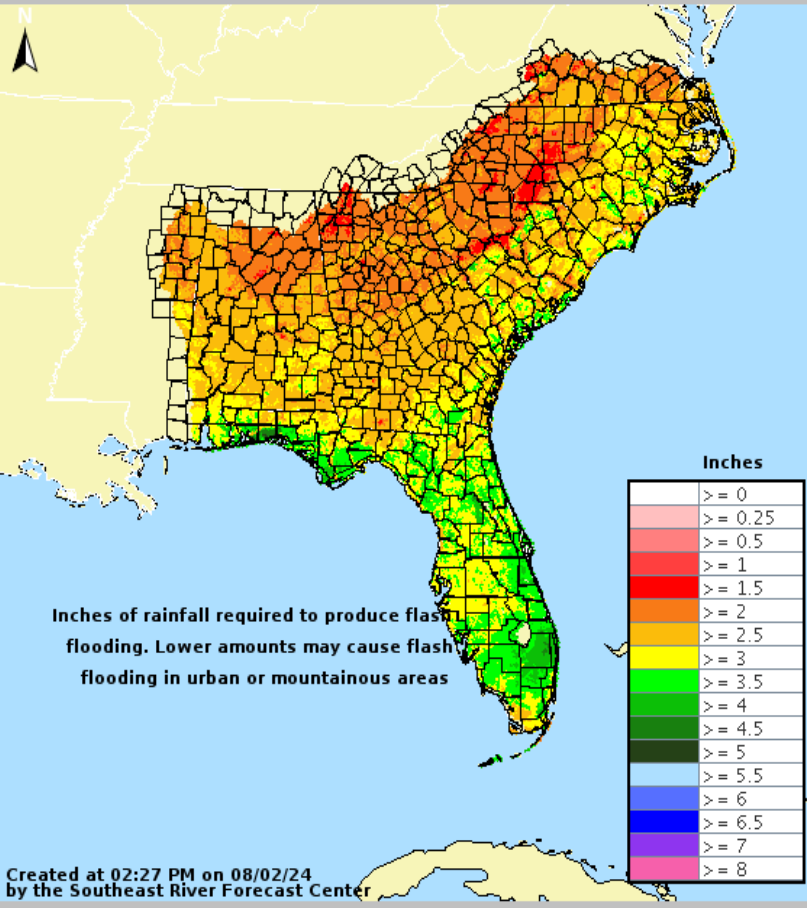 N
Inches
>= 0
>= 0.25
>= 0.5
>= 1
>= 1.5
>= 2
>= 2.5
>= 3
>= 3.5
>= 4
>= 4.5
>= 5
>= 5.5
>= 6
>= 6.5
>= 7
>= 8
Inches of rainfall required to produce flash
flooding. Lower amounts may cause flash
flooding in urban or mountainous areas
Created at 02:27 PM on 08/02/24
by the Southeast River Forecast Center